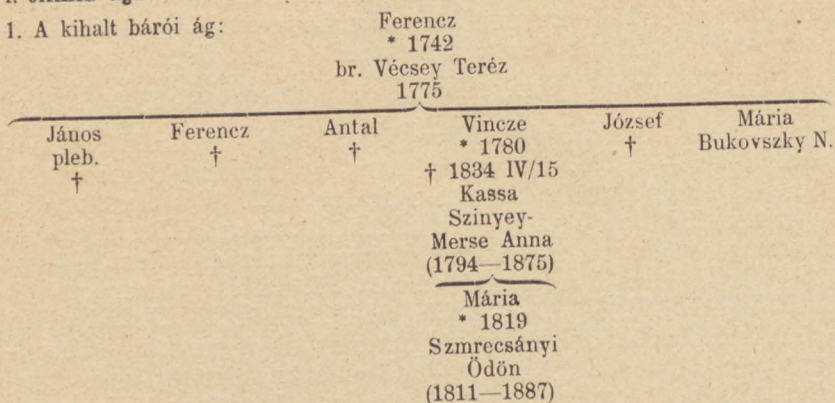 1. A kihalt bárói ág:
Ferencz
* 1742
br. Vécsey Teréz
1775
János
pleb.
†
Ferencz
†
Antal
†
Vincze
* 1780
† 1834 IV/15
Kassa
Szinyey-
Merse Anna
(1794—1875)
József
†
Mária
Bukovszky N.
Mária
* 1819
Szmrecsányi
Ödön
(1811—1887)